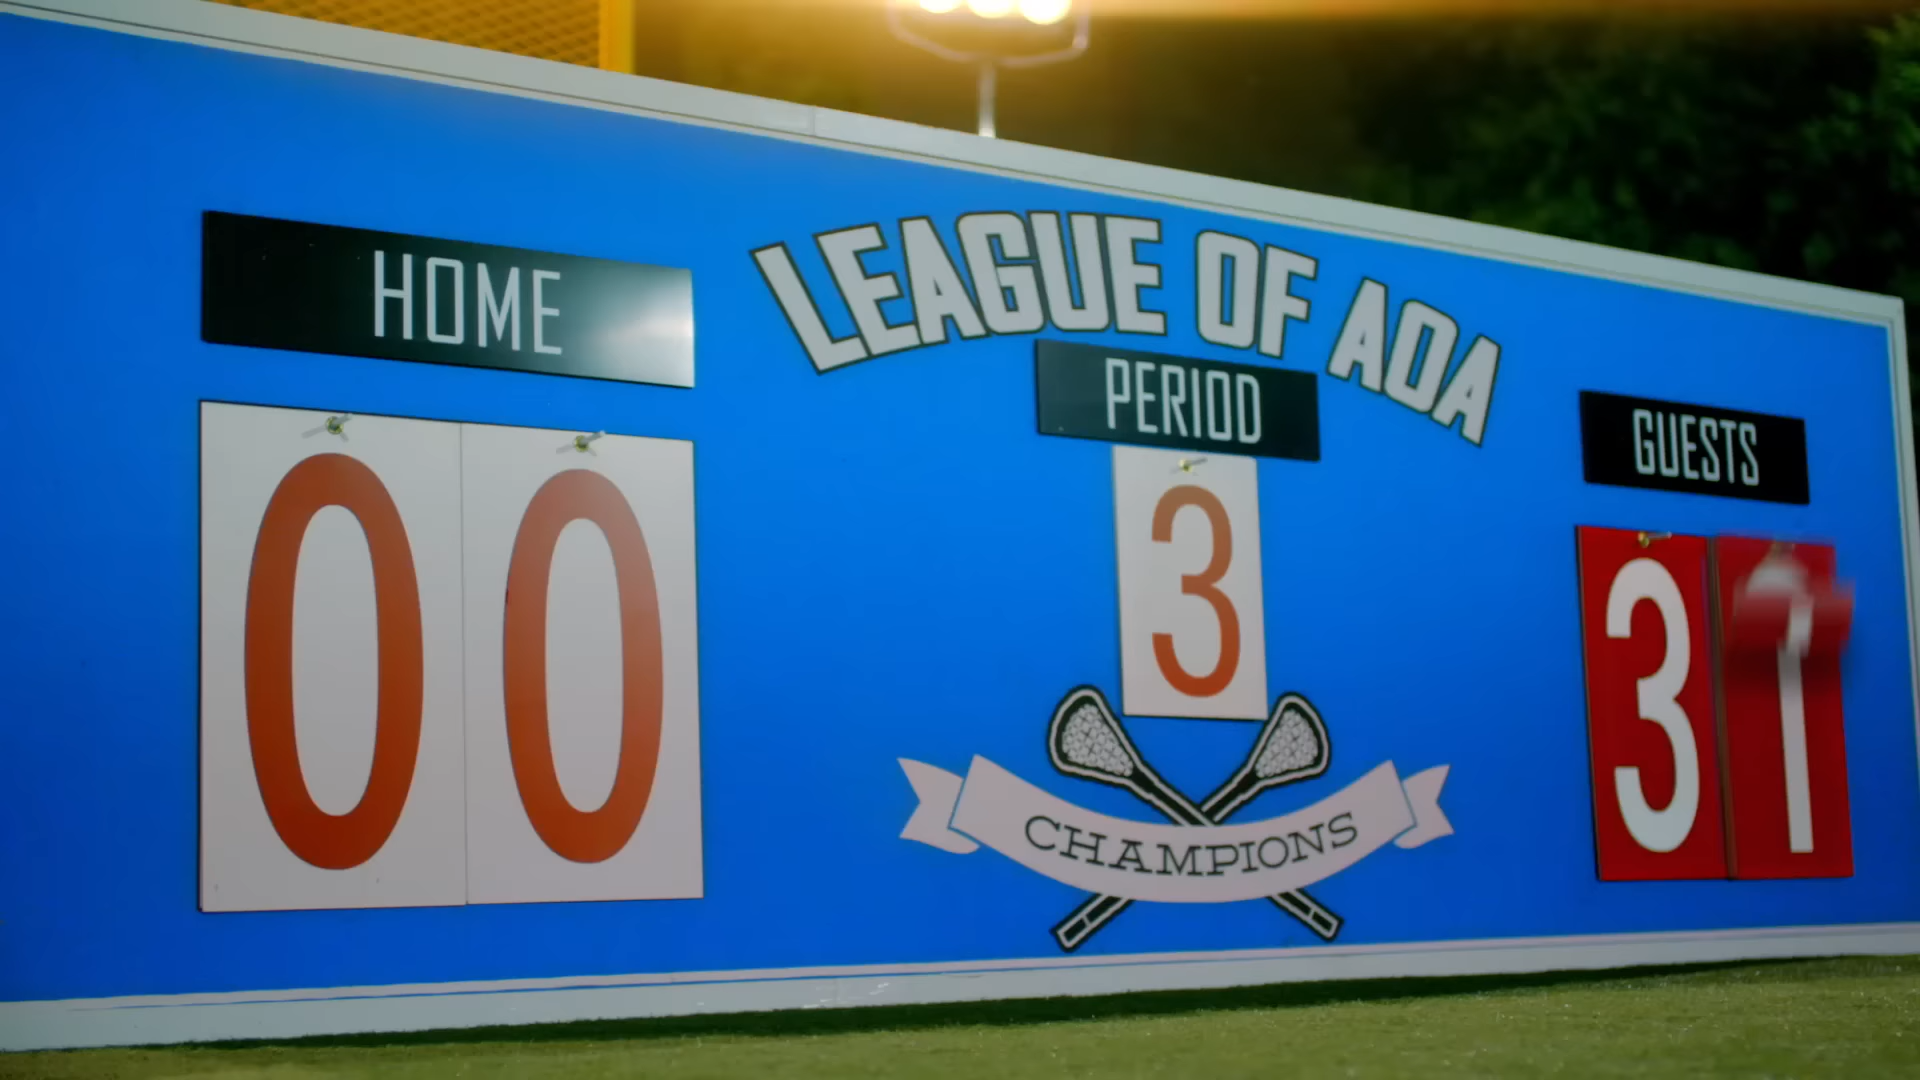 LEAGUE OF AOA
HOME
PERIOD
GUESTS
00
3
31
CHAMPIONS